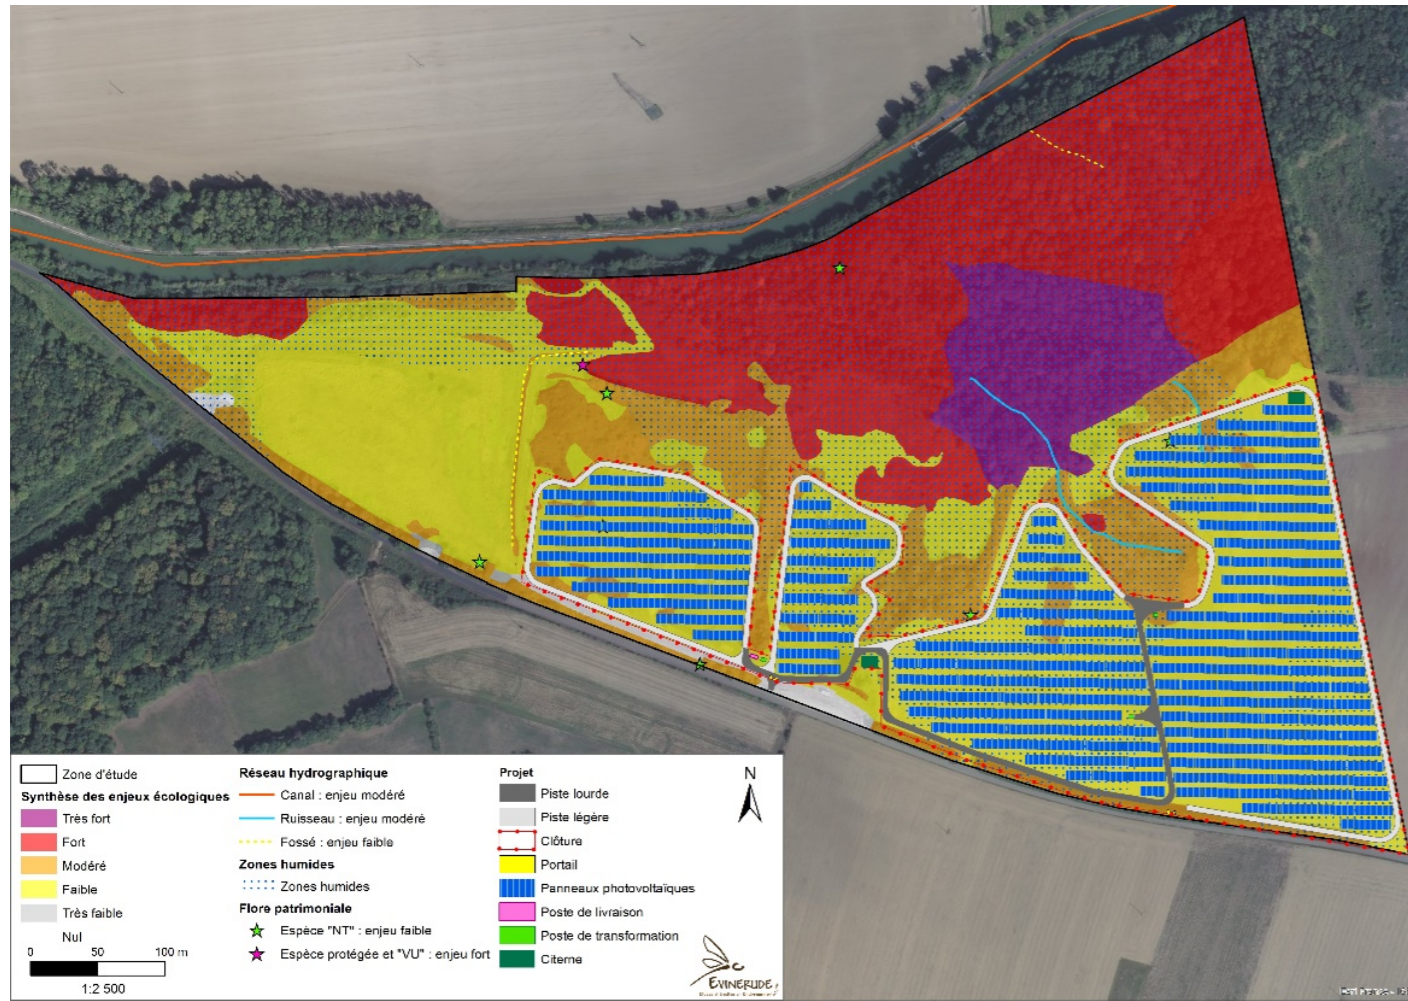 Zone d'étude
Synthèse des enjeux écologiques
Très fort
Fort
Modéré
Faible
Très faible
Nul
0 50 100 m
1:2 500
Réseau hydrographique
Canal : enjeu modéré
Ruisseau : enjeu modéré
Fossé : enjeu faible
Zones humides
Zones humides
Flore patrimoniale
Espèce "NT" : enjeu faible
Espèce protégée et "VU" : enjeu fort
Projet
Piste lourde
Piste légère
Clôture
Portail
Panneaux photovoltaïques
Poste de livraison
Poste de transformation
Citerne
N
EVINERUDE